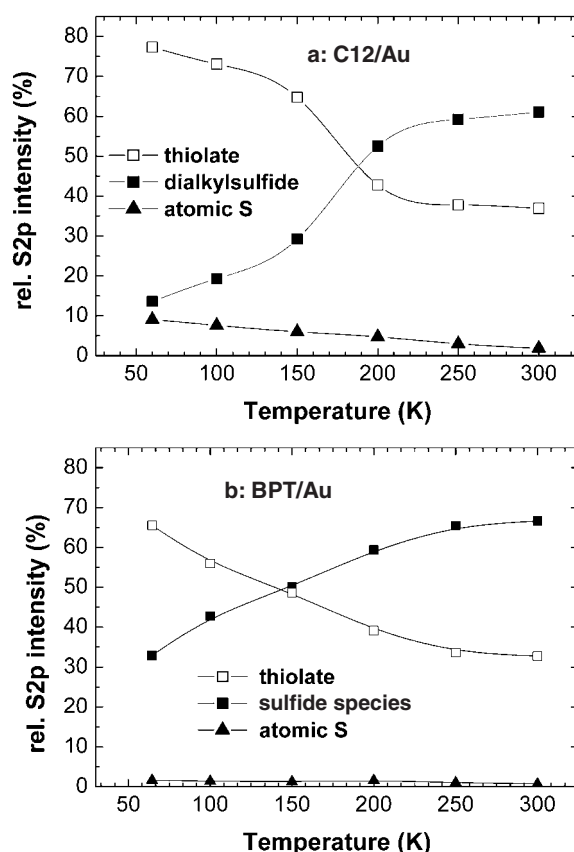 80
a: C12/Au
70
60
50
thiolate
40
dialkylsulfide
30
atomic S
20
10
0
rel. S2p intensity (%)
50 100 150 200 250 300
Temperature (K)
80
b: BPT/Au
70
60
50
40
30
thiolate
20
sulfide species
10
atomic S
0
rel. S2p intensity (%)
50 100 150 200 250 300
Temperature (K)